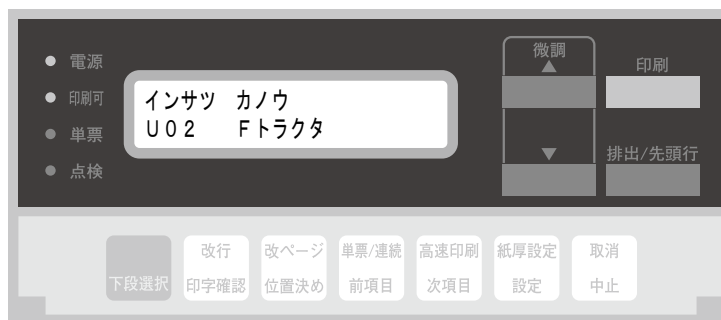 電源
印刷可
単票
点検
インサツ カノウ
U02 Fトラクタ
微調
▲
▼
印刷
排出/先頭行
下段選択
改行
印字確認
改ページ
位置決め
単票/連続
前項目
高速印刷
次項目
紙厚設定
設定
取消
中止